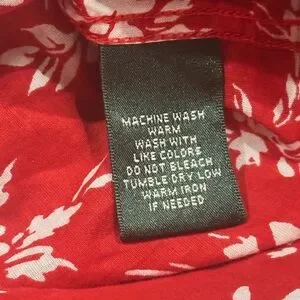 MACHINE WASH
WARM
WASH WITH
LIKE COLORS
DO NOT BLEACH
TUMBLE DRY LOW
WARM IRON
IF NEEDED